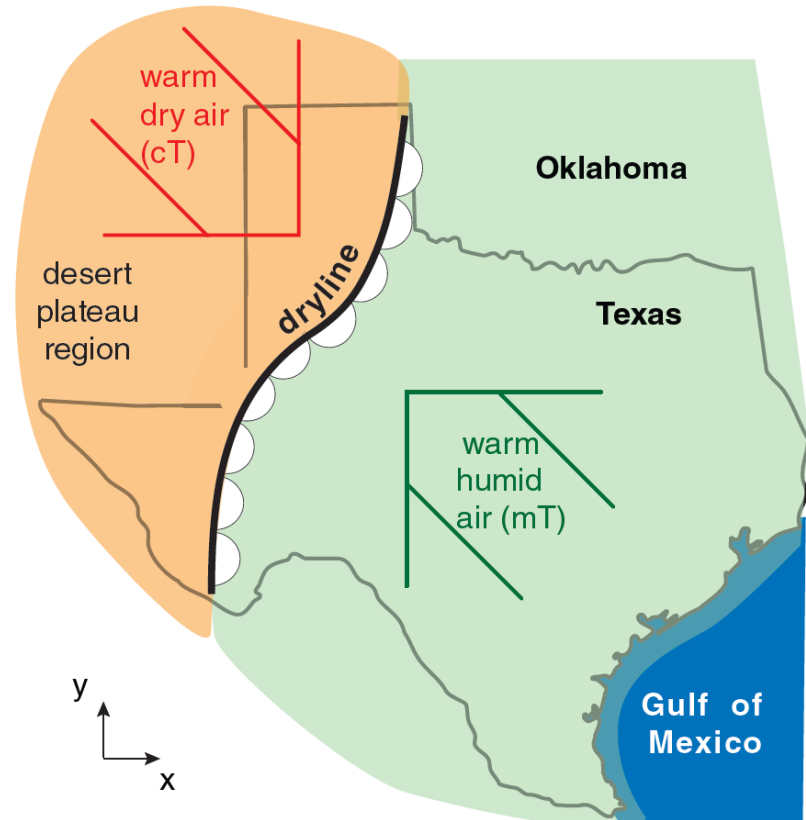 warm
dry air
(cT)
Oklahoma
desert
plateau
region
dryline
Texas
warm
humid
air (mT)
Gulf of
Mexico
y
x